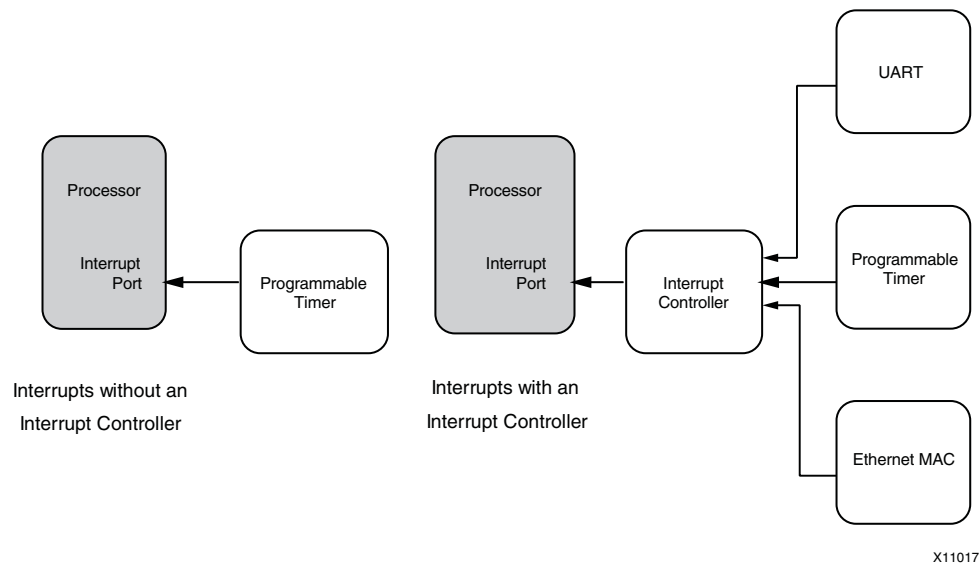 Processor
Interrupt
Port
Programmable
Timer
Interrupts without an
Interrupt Controller
Processor
Interrupt
Port
Interrupt
Controller
UART
Programmable
Timer
Ethernet MAC
Interrupts with an
Interrupt Controller
X11017